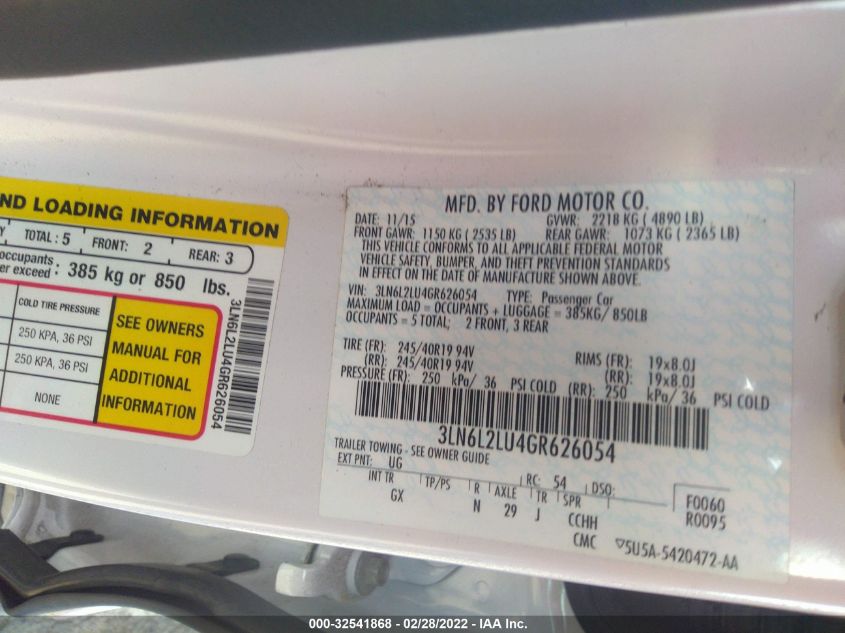 ND LOADING INFORMATION
Y TOTAL: 5 FRONT: 2 REAR: 3
occupants
er exceed : 385 kg or 850 lbs.
COLD TIRE PRESSURE
250 KPA, 36 PSI
250 KPA, 36 PSI
NONE
SEE OWNERS
MANUAL FOR
ADDITIONAL
INFORMATION
3LN6L2LU4GR626054
MFD. BY FORD MOTOR CO.
DATE: 11/15 GVWR: 2218 KG ( 4890 LB)
FRONT GAWR: 1150 KG ( 2535 LB) REAR GAWR: 1073 KG ( 2365 LB)
THIS VEHICLE CONFORMS TO ALL APPLICABLE FEDERAL MOTOR
VEHICLE SAFETY, BUMPER, AND THEFT PREVENTION STANDARDS
IN EFFECT ON THE DATE OF MANUFACTURE SHOWN ABOVE.
VIN: 3LN6L2LU4GR626054 TYPE: Passenger Car
MAXIMUM LOAD = OCCUPANTS + LUGGAGE = 385KG/ 850LB
OCCUPANTS = 5 TOTAL; 2 FRONT, 3 REAR
TIRE (FR): 245/40R19 94V RIMS (FR): 19x8.0J
(RR): 245/40R19 94V (RR): 19x8.0J
PRESSURE (FR): 250 kPa/ 36 PSI COLD (RR): 250 kPa/ 36 PSI COLD
3LN6L2LU4GR626054
TRAILER TOWING - SEE OWNER GUIDE
EXT PNT: UG RC: 54 DSO: F0060
INT TR TP/PS R AXLE TR SPR R0095
GX N 29 J CCHH
CMC ▽5U5A-5420472-AA
000-32541868 - 02/28/2022 - IAA Inc.